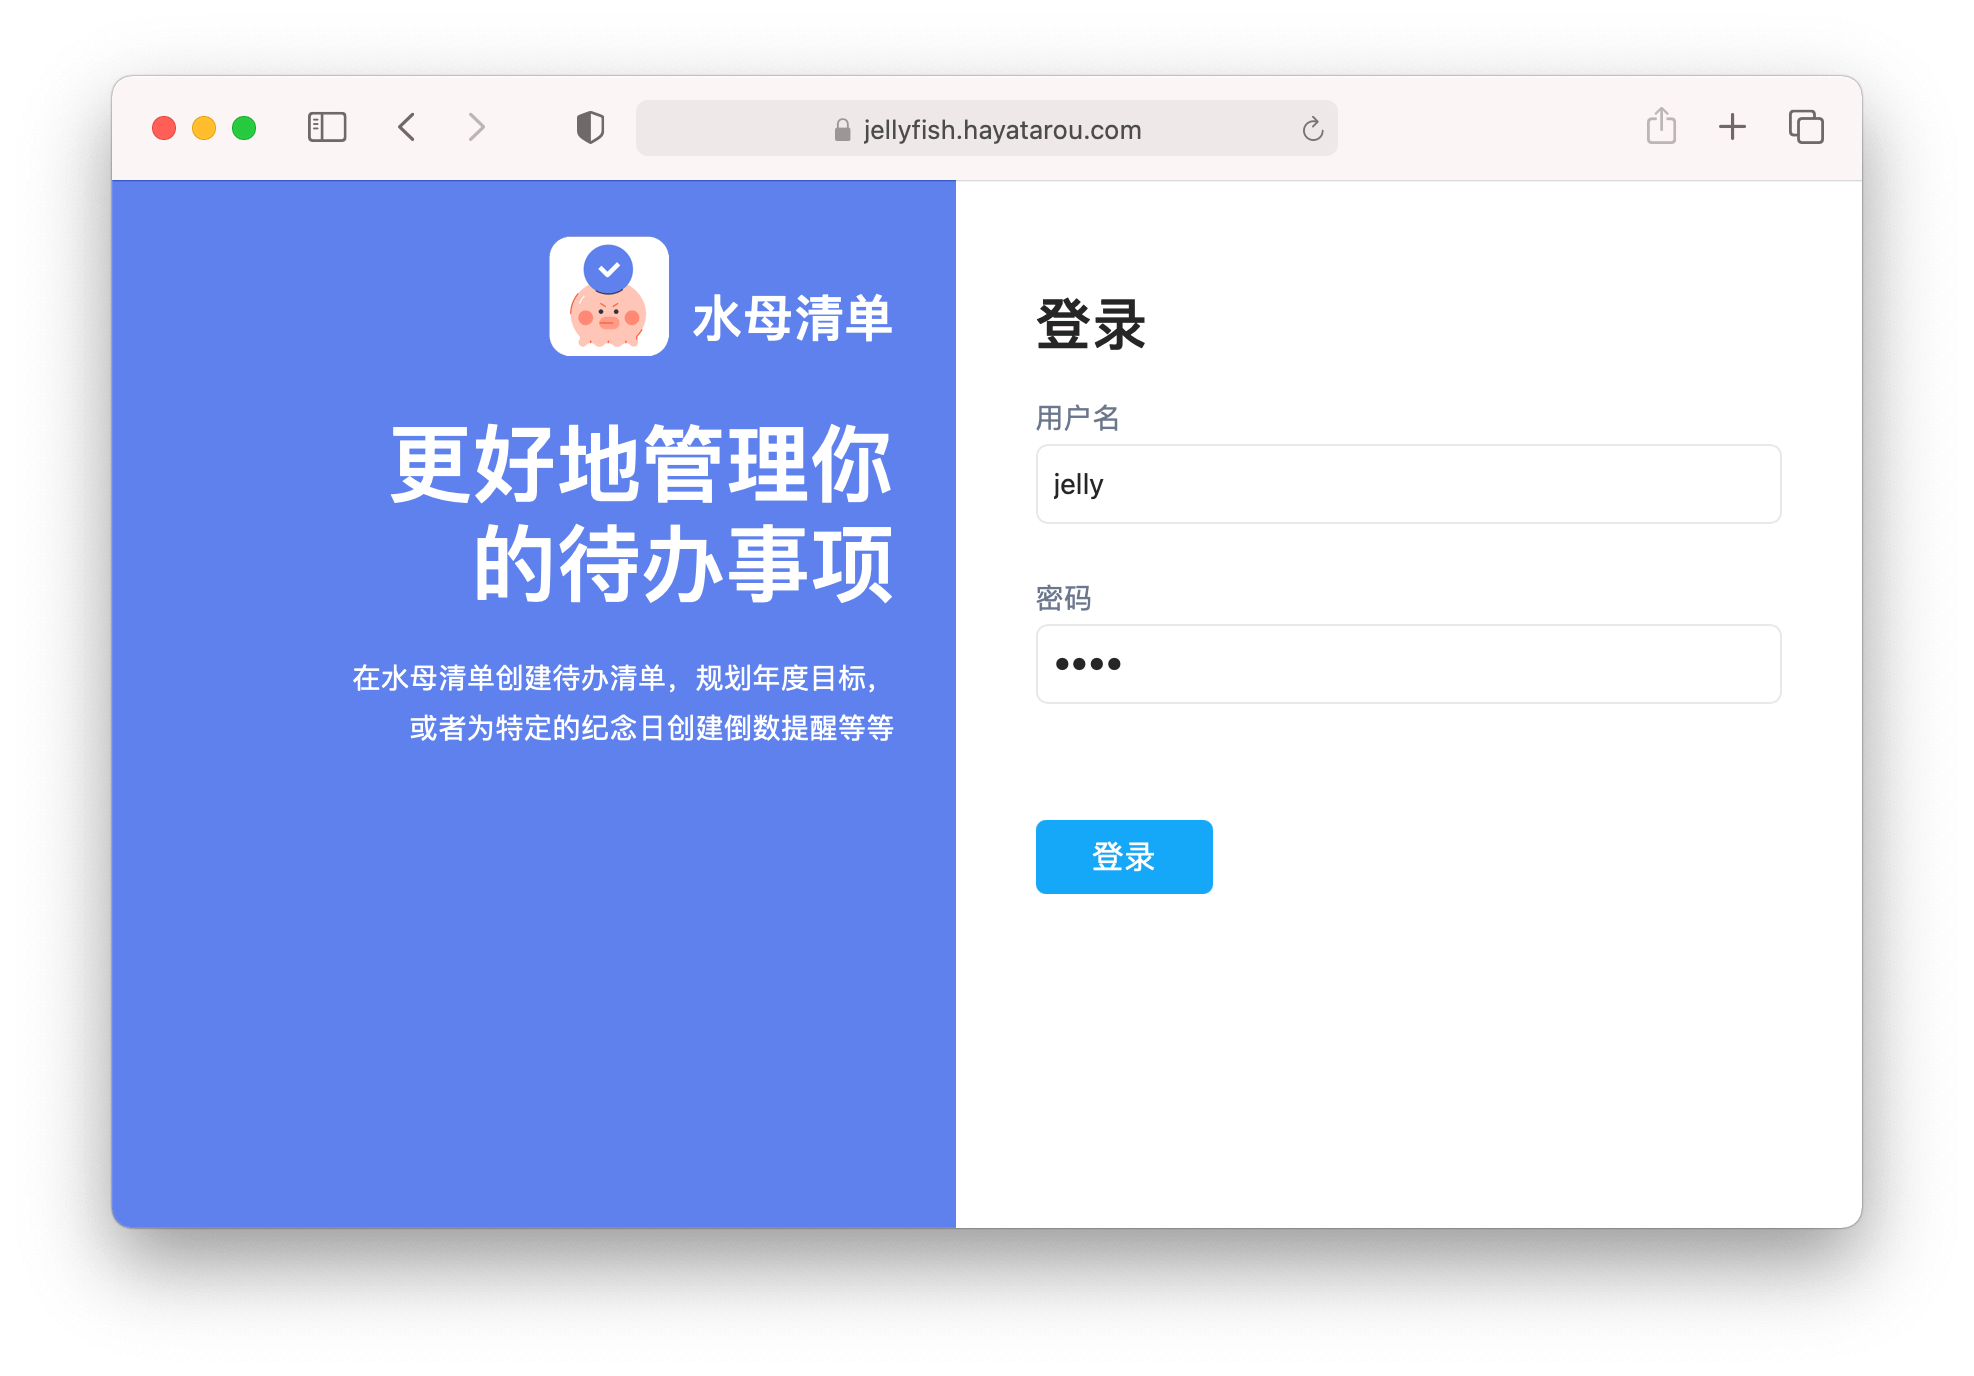 jellyfish.hayatarou.com
水母清单
更好地管理你
的待办事项
在水母清单创建待办清单，规划年度目标，
或者为特定的纪念日创建倒数提醒等等
登录
用户名
jelly
密码
••••
登录